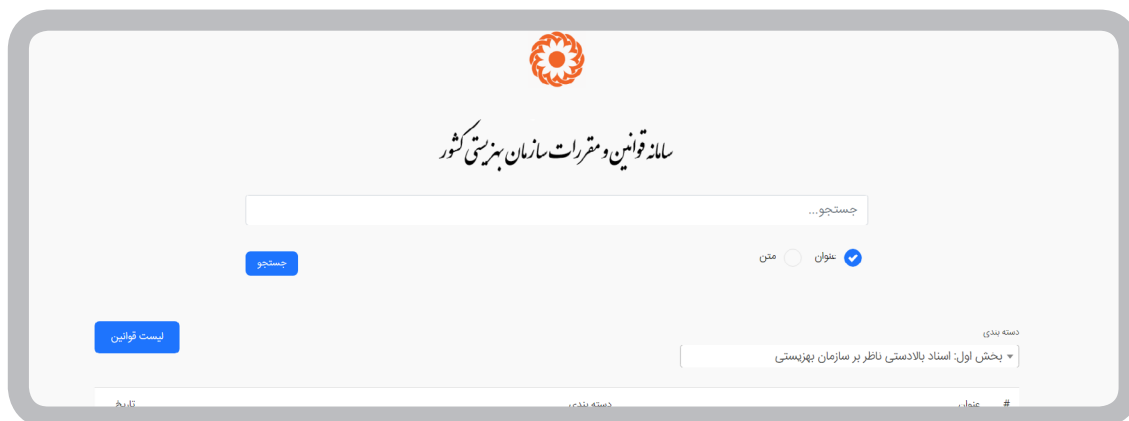 سامانه قوانین و مقررات سازمان بهزیستی کشور
جستجو...
عنوان متن
جستجو
لیست قوانین
دسته بندی
بخش اول: اسناد بالادستی ناظر بر سازمان بهزیستی
# عنوان دسته بندی تاریخ